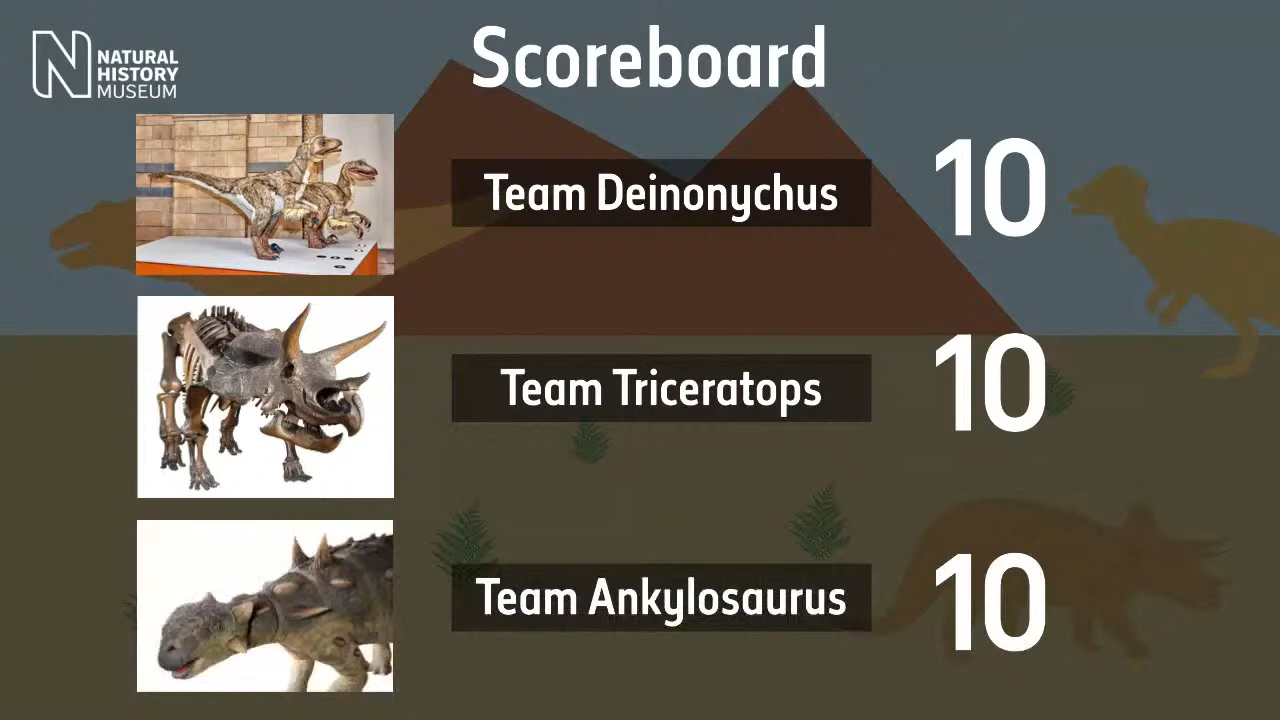 NATURAL
HISTORY
MUSEUM
Scoreboard
Team Deinonychus
10
Team Triceratops
10
Team Ankylosaurus
10